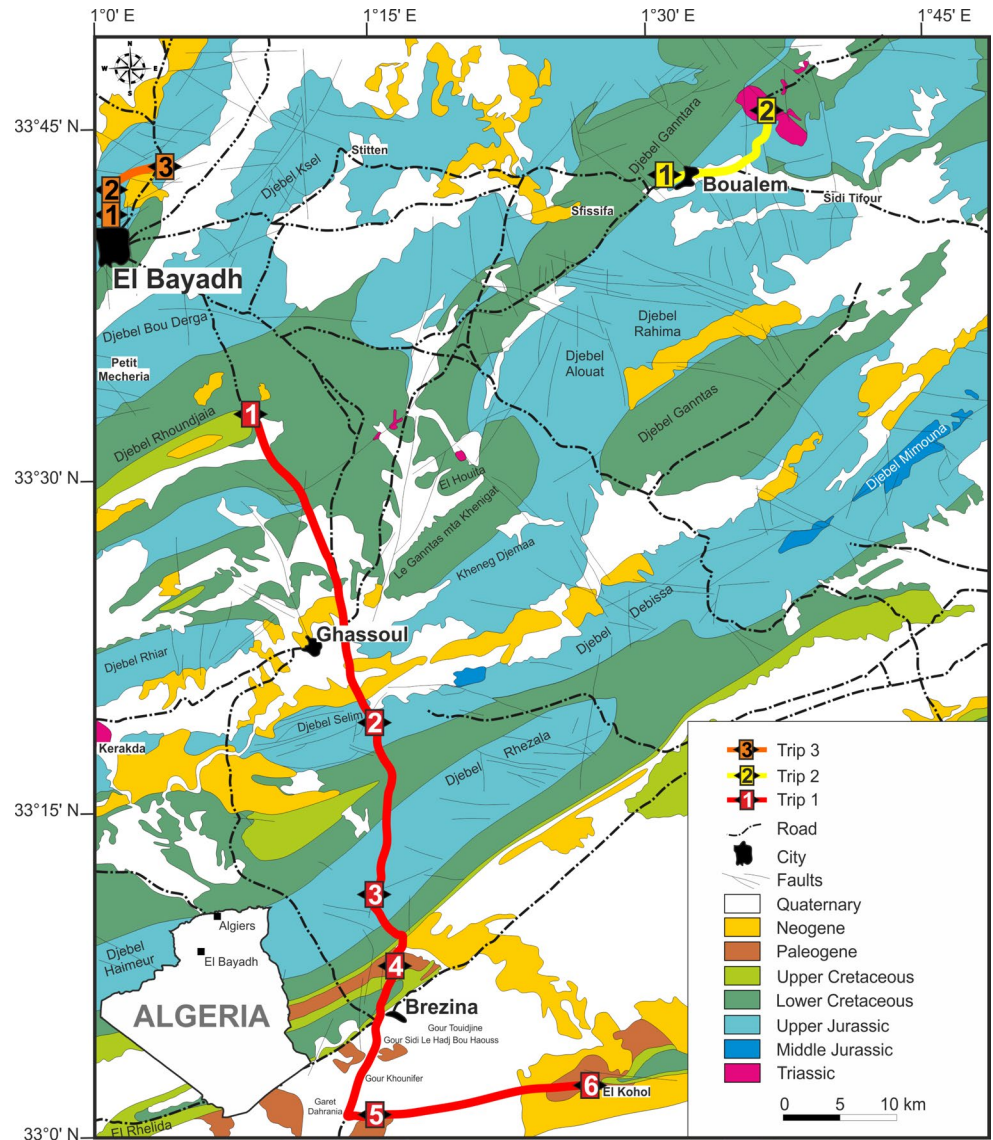 1°0' E
1°15' E
1°30' E
1°45' E
N
W E
S
33°45' N
33°30' N
33°15' N
33°0' N
Djebel Ganntara
2
Stitten
Djebel Ksel
3
2
1
1
Boualem
Sidi Tifour
Sfissifa
El Bayadh
Djebel Bou Derga
Djebel
Rahima
Djebel
Alouat
Petit
Mecheria
Djebel Rhoundjaia
1
Djebel Ganntas
Djebel Mimouna
El Houita
Le Ganntas mta Khenigat
Kheneg Djemaa
Djebel Debissa
Ghassoul
Djebel Rhiar
Djebel Selim
2
Kerakda
Djebel Rhezala
3
Djebel
Haimeur
4
Brezina
Gour Touidjine
Gour Sidi Le Hadj Bou Haouss
Gour Khounifer
Garet
Dahrania
5
6
El Kohol
El Rhelida
Algiers
El Bayadh
ALGERIA
3 Trip 3
2 Trip 2
1 Trip 1
Road
City
Faults
Quaternary
Neogene
Paleogene
Upper Cretaceous
Lower Cretaceous
Upper Jurassic
Middle Jurassic
Triassic
0 5 10 km